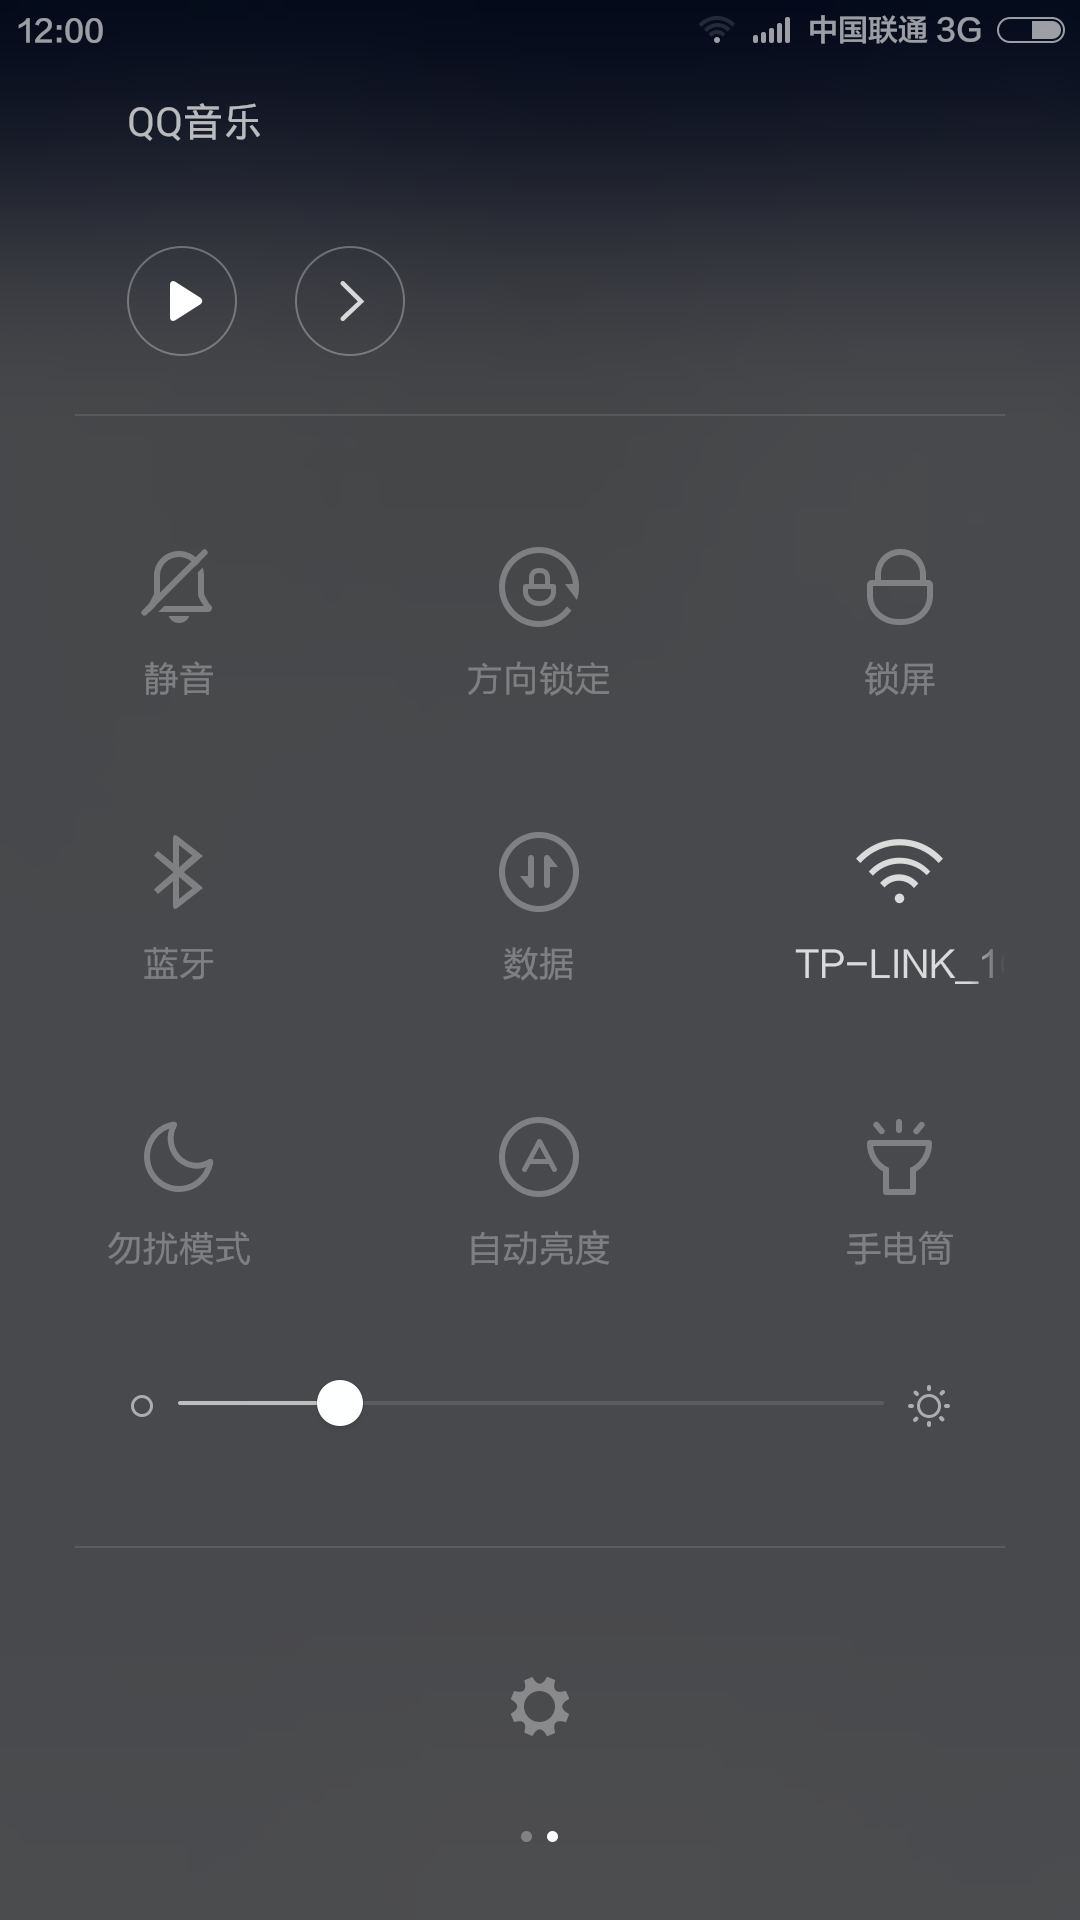 12:00 中国联通 3G
QQ音乐
静音 方向锁定 锁屏
蓝牙 数据 TP-LINK_1
勿扰模式 自动亮度 手电筒